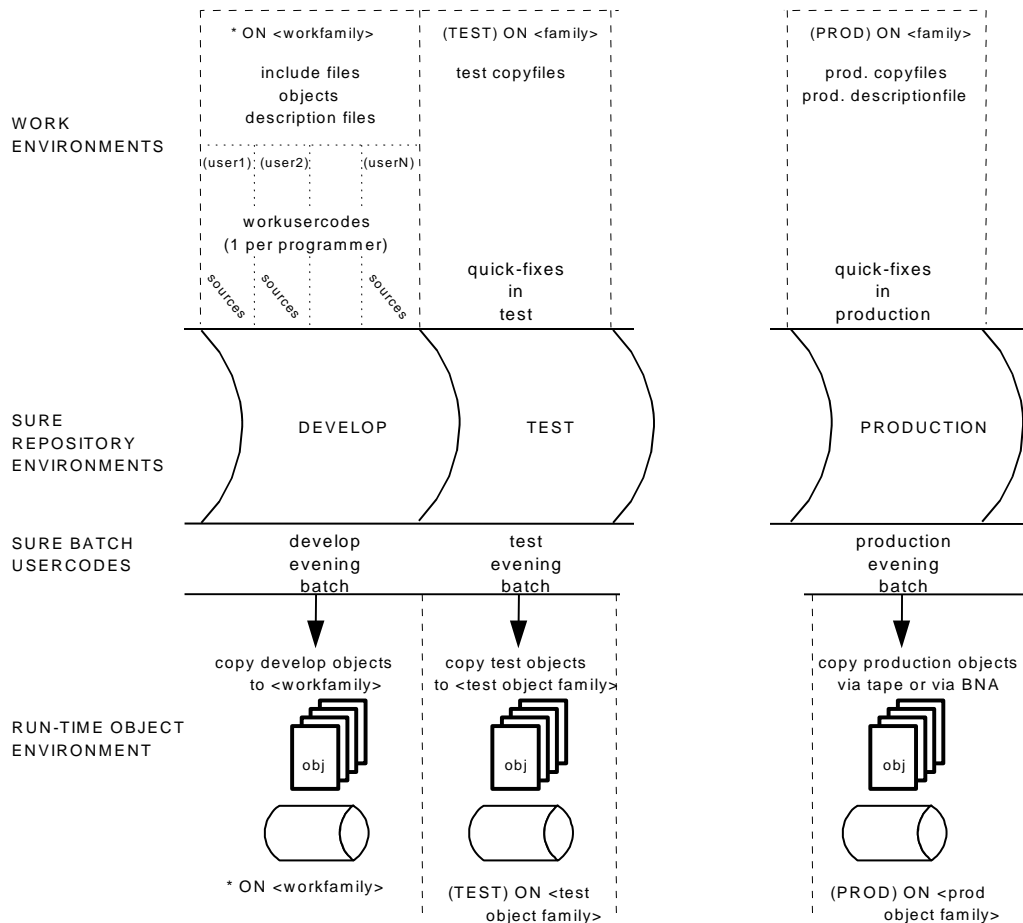 * ON <workfamily>
(TEST) ON <family>
(PROD) ON <family>
include files
objects
description files
test copyfiles
prod. copyfiles
prod. descriptionfile
WORK
ENVIRONMENTS
(user1) (user2) (userN)
workusercodes
(1 per programmer)
sources sources sources
quick-fixes
in
test
quick-fixes
in
production
SURE
REPOSITORY
ENVIRONMENTS
DEVELOP
TEST
PRODUCTION
SURE BATCH
USERCODES
develop
evening
batch
test
evening
batch
production
evening
batch
copy develop objects
to <workfamily>
copy test objects
to <test object family>
copy production objects
via tape or via BNA
RUN-TIME OBJECT
ENVIRONMENT
obj
obj
obj
* ON <workfamily>
(TEST) ON <test
object family>
(PROD) ON <prod
object family>